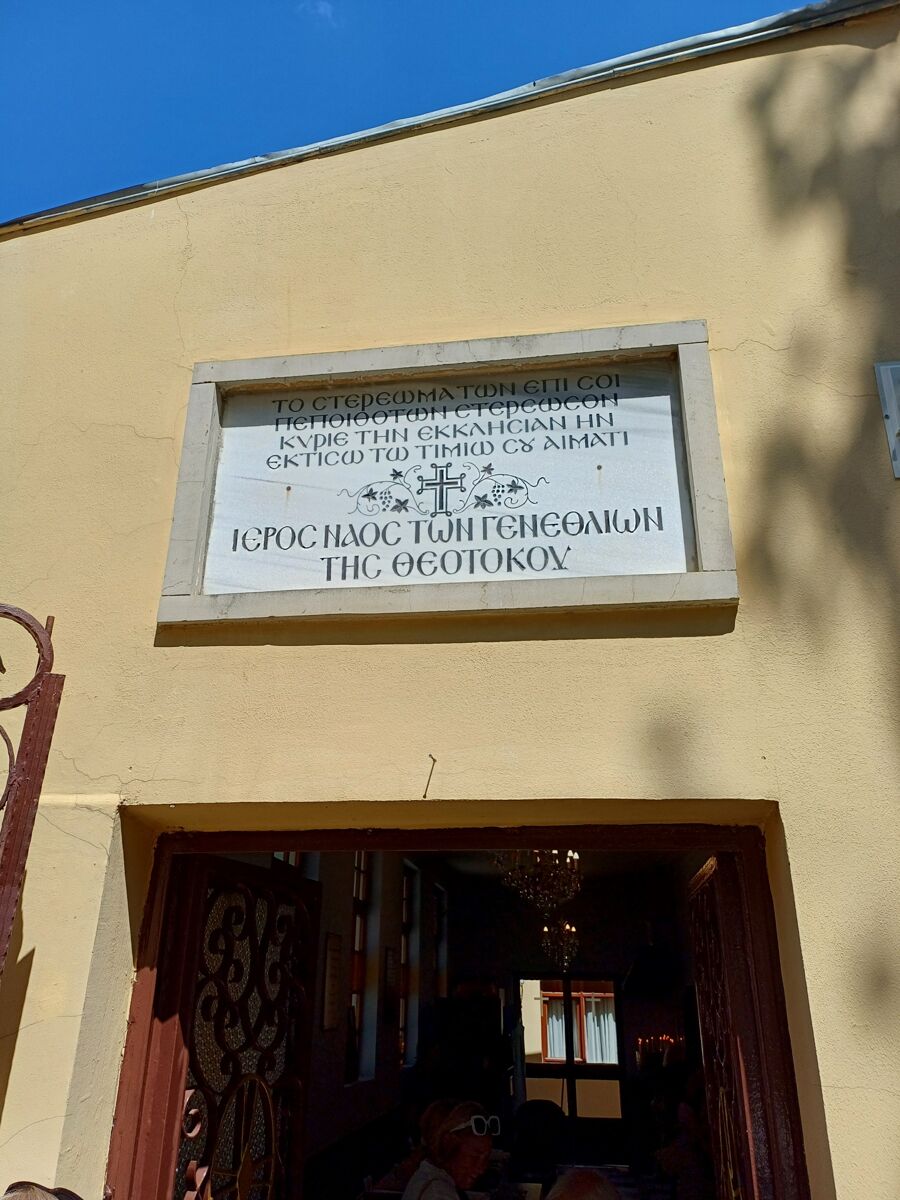 ΤΟ ΣΤΕΡΕΩΜΑ ΤΩΝ ΕΠΙ ΣΟΙ
ΠΕΠΟΙΘΟΤΩΝ ΣΤΕΡΕΩΣΟΝ
ΚΥΡΙΕ ΤΗΝ ΕΚΚΛΗΣΙΑΝ ΗΝ
ΕΚΤΙΣΩ ΤΩ ΤΙΜΙΩ ΣȢ ΑΙΜΑΤΙ
ΙΕΡΟΣ ΝΑΟΣ ΤΩΝ ΓΕΝΕΘΛΙΩΝ
ΤΗΣ ΘΕΟΤΟΚΟΥ